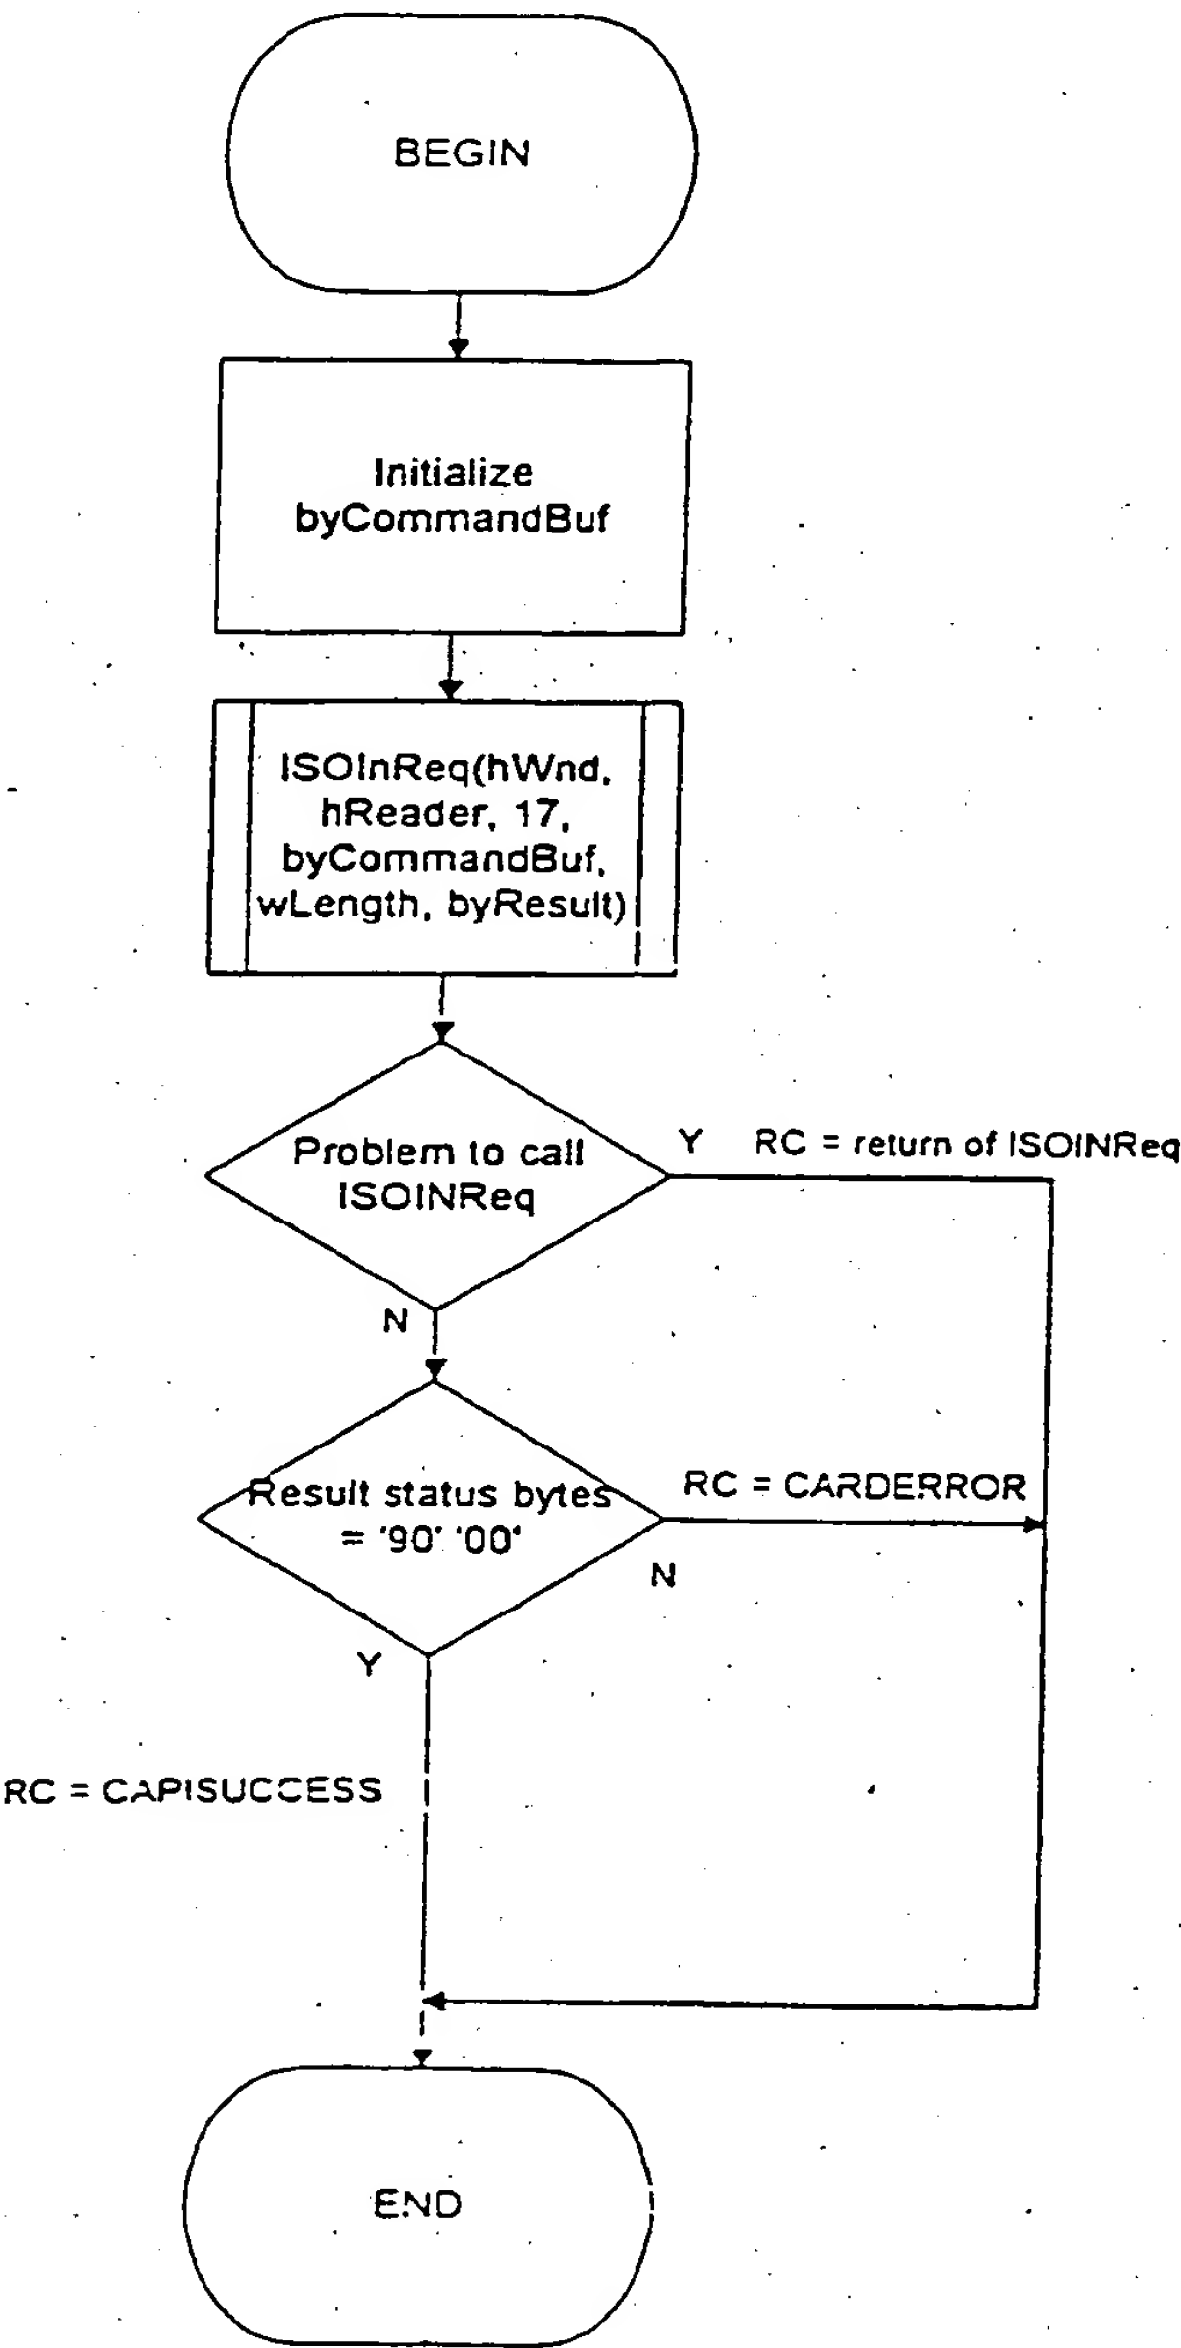 BEGIN
Initialize
byCommandBuf
ISOInReq(hWnd,
hReader, 17,
byCommandBuf,
wLength, byResult)
Problem to call
ISOINReq
Y RC = return of ISOINReq
N
Result status bytes
= '90' '00'
RC = CARDERROR
N
Y
RC = CAPISUCCESS
END